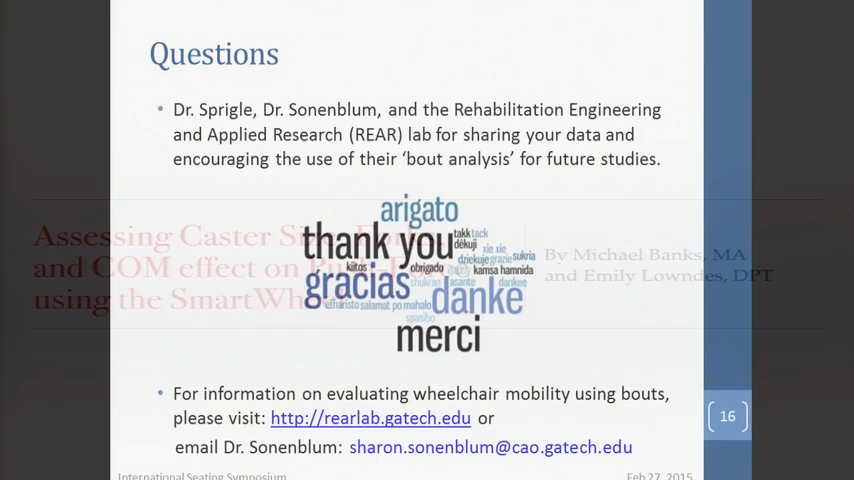 Questions
• Dr. Sprigle, Dr. Sonenblum, and the Rehabilitation Engineering
and Applied Research (REAR) lab for sharing your data and
encouraging the use of their ‘bout analysis’ for future studies.
arigato
takk tack
thank you
děkuji
xie xie
sukria
dziekuje grazie
kiitos
obrigado
kamsa hamnida
gracias
shukran
asante
dankee
danke
efharisto salamat po mahalo
spasibo
merci
Assessing Caster
and COM effect on
using the SmartWh
By Michael Banks, MA
and Emily Lowndes, DPT
• For information on evaluating wheelchair mobility using bouts,
please visit: http://rearlab.gatech.edu or
email Dr. Sonenblum: sharon.sonenblum@cao.gatech.edu
16
International Seating Symposium
Feb 27, 2015